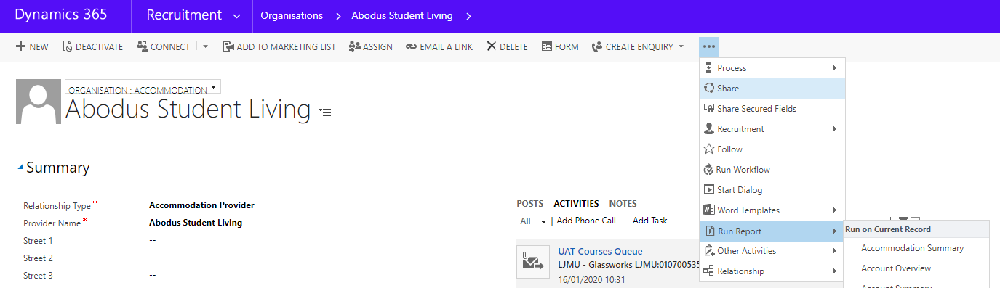 Dynamics 365 Recruitment Organisations Abodus Student Living
NEW DEACTIVATE CONNECT ADD TO MARKETING LIST ASSIGN EMAIL A LINK DELETE FORM CREATE ENQUIRY
Process
Share
Share Secured Fields
Recruitment
Follow
Run Workflow
Start Dialog
Word Templates
Run Report
Other Activities
Relationship
Run on Current Record
Accommodation Summary
Account Overview
Account Summary
ORGANISATION : ACCOMMODATION
Abodus Student Living
Summary
Relationship Type* Accommodation Provider
Provider Name* Abodus Student Living
Street 1 --
Street 2 --
Street 3 --
POSTS ACTIVITIES NOTES
All | Add Phone Call Add Task
UAT Courses Queue
LJMU - Glassworks LJMU:010700535
16/01/2020 10:31